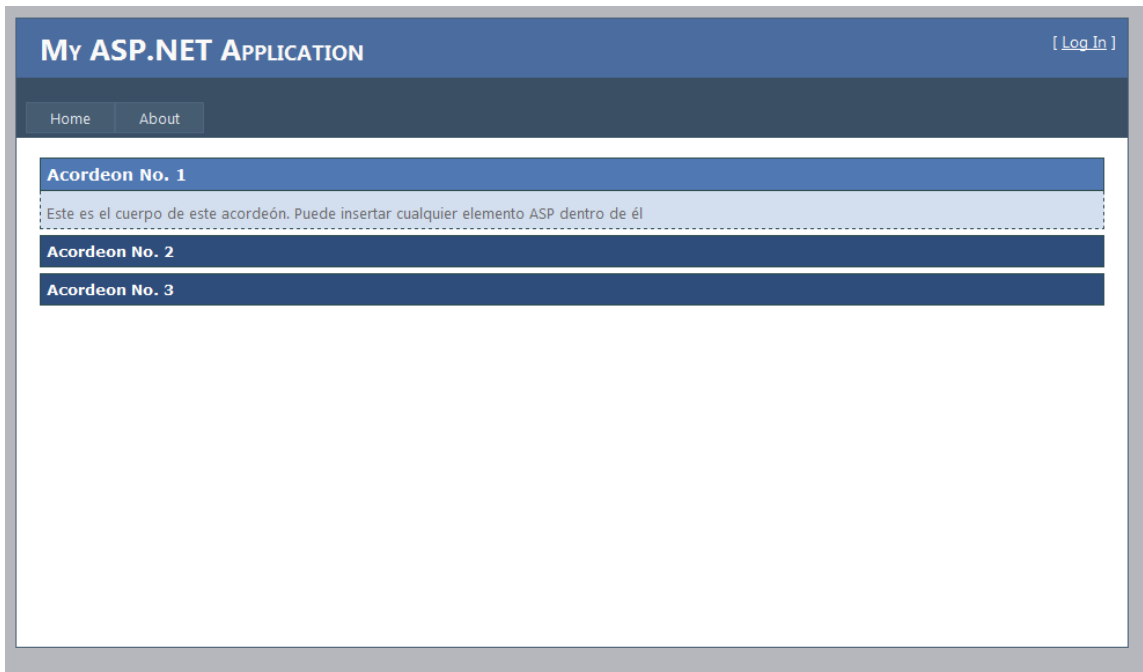 My ASP.NET Application
[ Log In ]
Home About
Acordeon No. 1
Este es el cuerpo de este acordeón. Puede insertar cualquier elemento ASP dentro de él
Acordeon No. 2
Acordeon No. 3